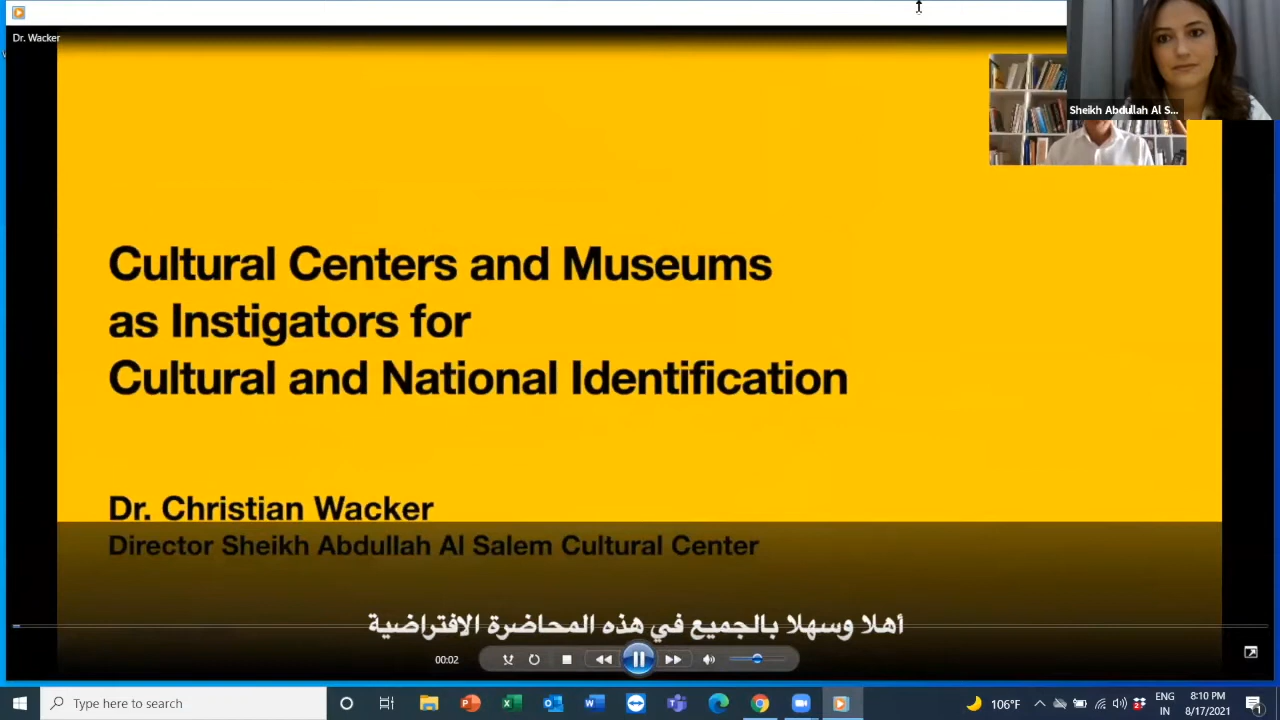 Dr. Wacker
Sheikh Abdullah Al S...
Cultural Centers and Museums
as Instigators for
Cultural and National Identification
Dr. Christian Wacker
Director Sheikh Abdullah Al Salem Cultural Center
أهلا وسهلا بالجميع في هذه المحاضرة الافتراضية
00:02
Type here to search
106°F
ENG
IN
8:10 PM
8/17/2021
1